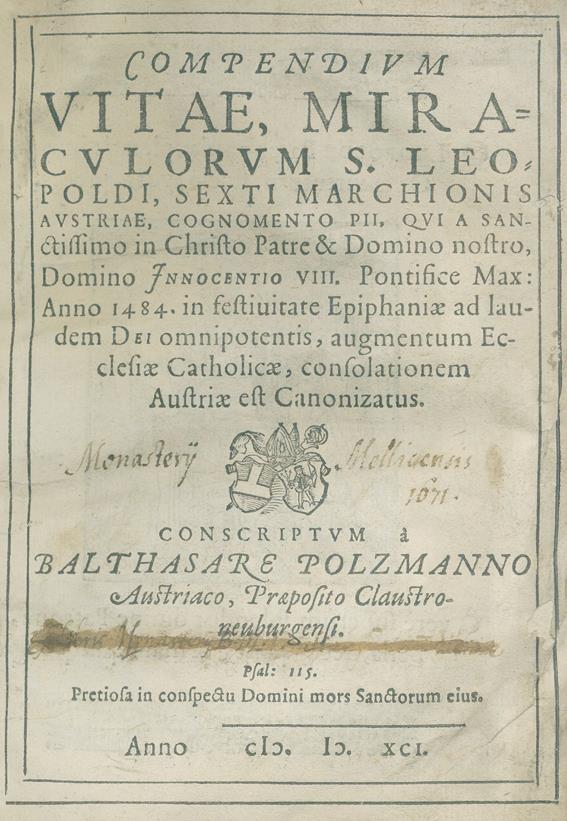 COMPENDIVM
VITAE, MIRA=
CVLORVM S. LEO=
POLDI, SEXTI MARCHIONIS
AVSTRIAE, COGNOMENTO PII, QVI A SAN-
ctiſſimo in Chriſto Patre & Domino noſtro,
Domino INNOCENTIO VIII. Pontifice Max:
Anno 1484. in feſtiuitate Epiphaniæ ad lau-
dem DEI omnipotentis, augmentum Ec-
cleſiæ Catholicæ, conſolationem
Auſtriæ eſt Canonizatus.
Monasterij Mellicensis
1671.
CONSCRIPTVM à
BALTHASARE POLZMANNO
Auſtriaco, Præpoſito Clauſtro-
neuburgenſi.
Pſal: 115.
Pretioſa in conſpectu Domini mors Sanctorum eius.
Anno cIↄ. Iↄ. XCI.